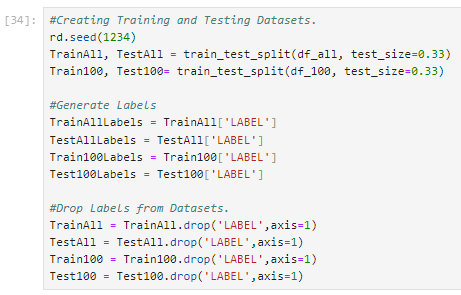 [34]: #Creating Training and Testing Datasets.
rd.seed(1234)
TrainAll, TestAll = train_test_split(df_all, test_size=0.33)
Train100, Test100= train_test_split(df_100, test_size=0.33)
#Generate Labels
TrainAllLabels = TrainAll['LABEL']
TestAllLabels = TestAll['LABEL']
Train100Labels = Train100['LABEL']
Test100Labels = Test100['LABEL']
#Drop Labels from Datasets.
TrainAll = TrainAll.drop('LABEL',axis=1)
TestAll = TestAll.drop('LABEL',axis=1)
Train100 = Train100.drop('LABEL',axis=1)
Test100 = Test100.drop('LABEL',axis=1)